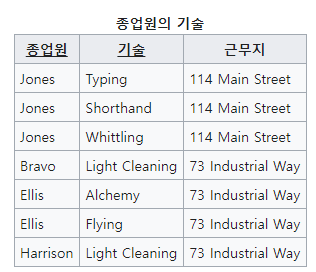 종업원의 기술
종업원 기술 근무지
Jones Typing 114 Main Street
Jones Shorthand 114 Main Street
Jones Whittling 114 Main Street
Bravo Light Cleaning 73 Industrial Way
Ellis Alchemy 73 Industrial Way
Ellis Flying 73 Industrial Way
Harrison Light Cleaning 73 Industrial Way